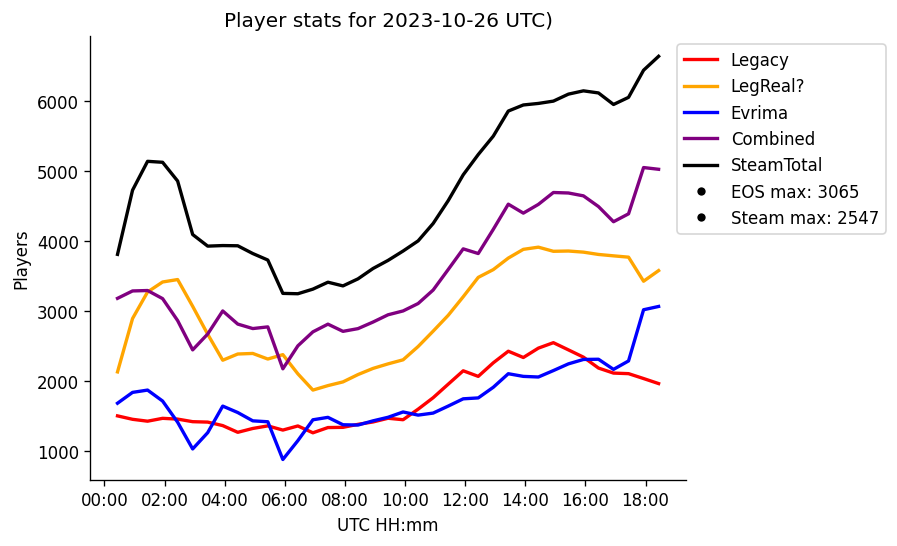 Player stats for 2023-10-26 UTC)
Legacy
LegReal?
Evrima
Combined
SteamTotal
EOS max: 3065
Steam max: 2547
Players
6000
5000
4000
3000
2000
1000
00:00 02:00 04:00 06:00 08:00 10:00 12:00 14:00 16:00 18:00
UTC HH:mm